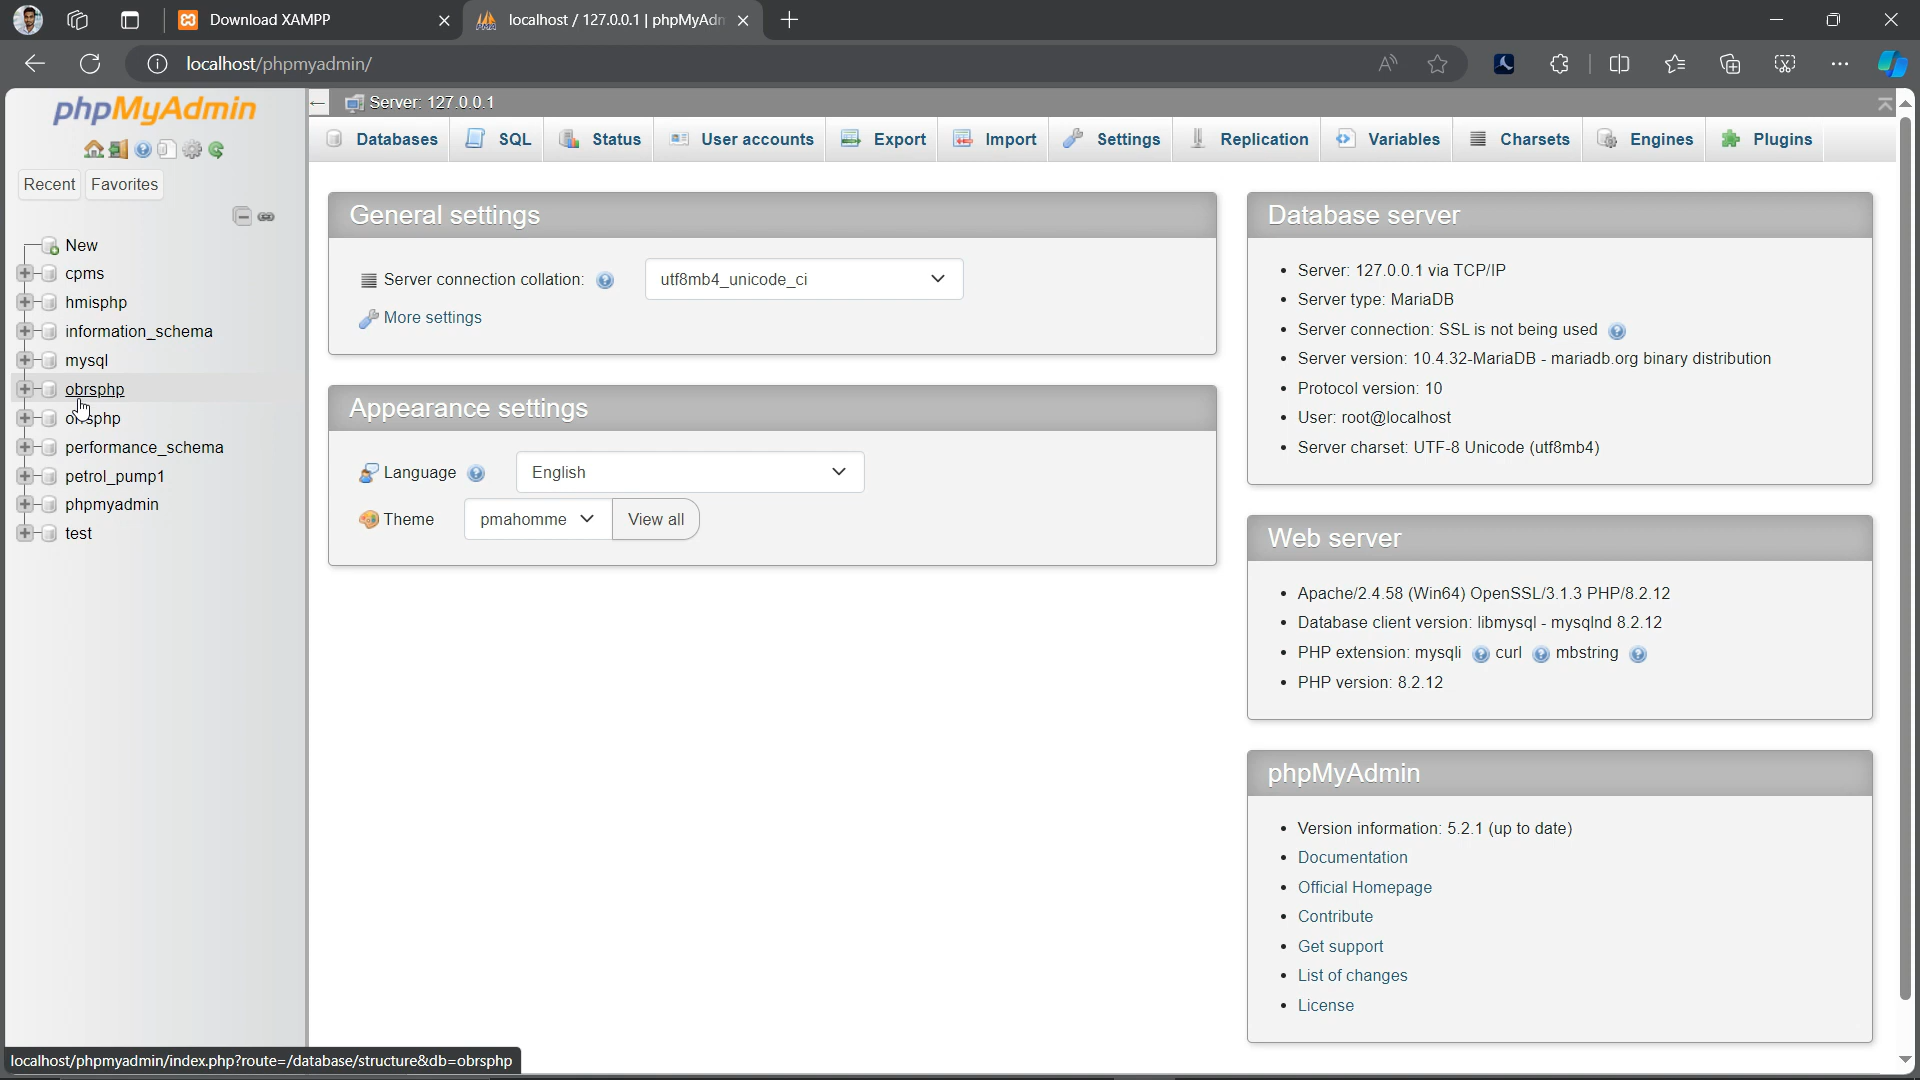 Download XAMPP
localhost / 127.0.0.1 | phpMyAdn
localhost/phpmyadmin/
phpMyAdmin
Recent
Favorites
New
cpms
hmisphp
information_schema
mysql
obrsphp
performance_schema
petrol_pump1
phpmyadmin
test
Server: 127.0.0.1
Databases
SQL
Status
User accounts
Export
Import
Settings
Replication
Variables
Charsets
Engines
Plugins
General settings
Server connection collation:
utf8mb4_unicode_ci
More settings
Appearance settings
Language
English
Theme
pmahomme
View all
Database server
Server: 127.0.0.1 via TCP/IP
Server type: MariaDB
Server connection: SSL is not being used
Server version: 10.4.32-MariaDB - mariadb.org binary distribution
Protocol version: 10
User: root@localhost
Server charset: UTF-8 Unicode (utf8mb4)
Web server
Apache/2.4.58 (Win64) OpenSSL/3.1.3 PHP/8.2.12
Database client version: libmysql - mysqlnd 8.2.12
PHP extension: mysqli curl mbstring
PHP version: 8.2.12
phpMyAdmin
Version information: 5.2.1 (up to date)
Documentation
Official Homepage
Contribute
Get support
List of changes
License
localhost/phpmyadmin/index.php?route=/database/structure&db=obrsphp